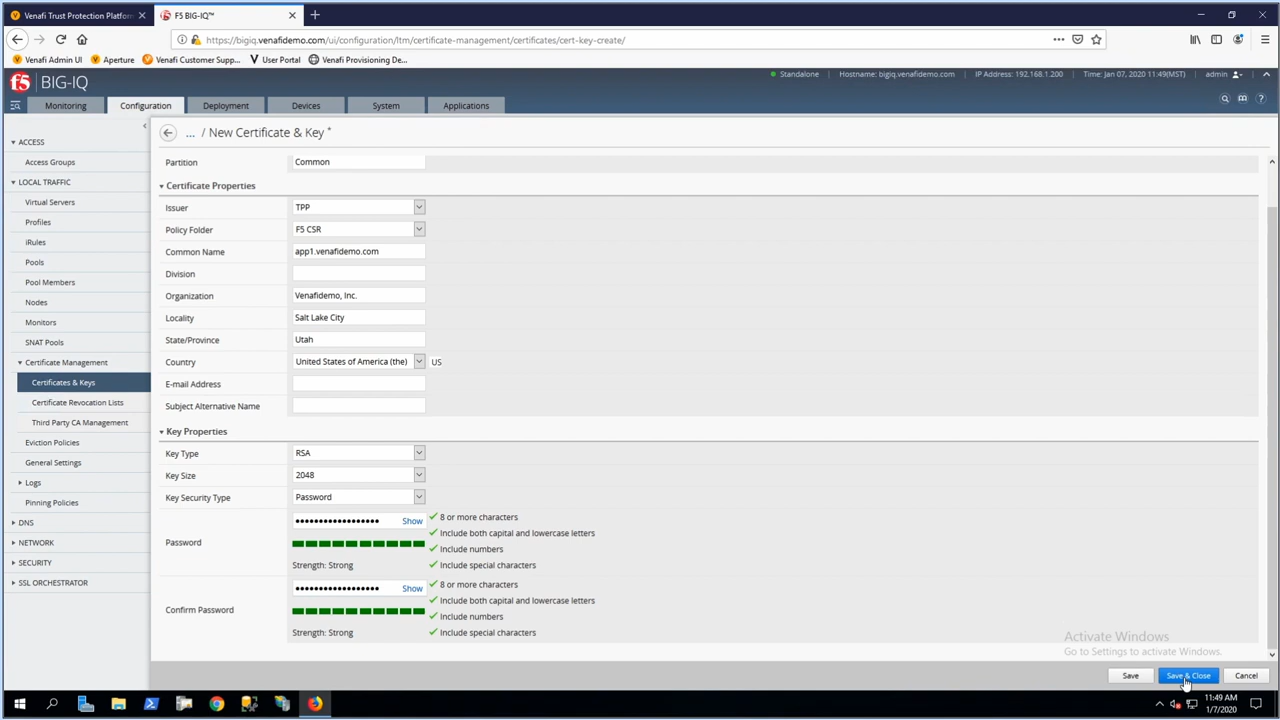 Venafi Trust Protection Platform
F5 BIG-IQ™
https://bigiq.venafidemo.com/ui/configuration/ltm/certificate-management/certificates/cert-key-create/
Venafi Admin UI
Aperture
Venafi Customer Supp...
User Portal
Venafi Provisioning De...
f5 BIG-IQ
Standalone
Hostname: bigiq.venafidemo.com
IP Address: 192.168.1.200
Time: Jan 07, 2020 11:49(MST)
admin
Monitoring
Configuration
Deployment
Devices
System
Applications
ACCESS
Access Groups
LOCAL TRAFFIC
Virtual Servers
Profiles
iRules
Pools
Pool Members
Nodes
Monitors
SNAT Pools
Certificate Management
Certificates & Keys
Certificate Revocation Lists
Third Party CA Management
Eviction Policies
General Settings
Logs
Pinning Policies
DNS
NETWORK
SECURITY
SSL ORCHESTRATOR
... / New Certificate & Key *
Partition Common
Certificate Properties
Issuer TPP
Policy Folder F5 CSR
Common Name app1.venafidemo.com
Division
Organization Venafidemo, Inc.
Locality Salt Lake City
State/Province Utah
Country United States of America (the) US
E-mail Address
Subject Alternative Name
Key Properties
Key Type RSA
Key Size 2048
Key Security Type Password
Password
•••••••••••••••••• Show
8 or more characters
Include both capital and lowercase letters
Include numbers
Strength: Strong Include special characters
Confirm Password
•••••••••••••••••• Show
8 or more characters
Include both capital and lowercase letters
Include numbers
Strength: Strong Include special characters
Activate Windows
Go to Settings to activate Windows.
Save
Save & Close
Cancel
11:49 AM
1/7/2020